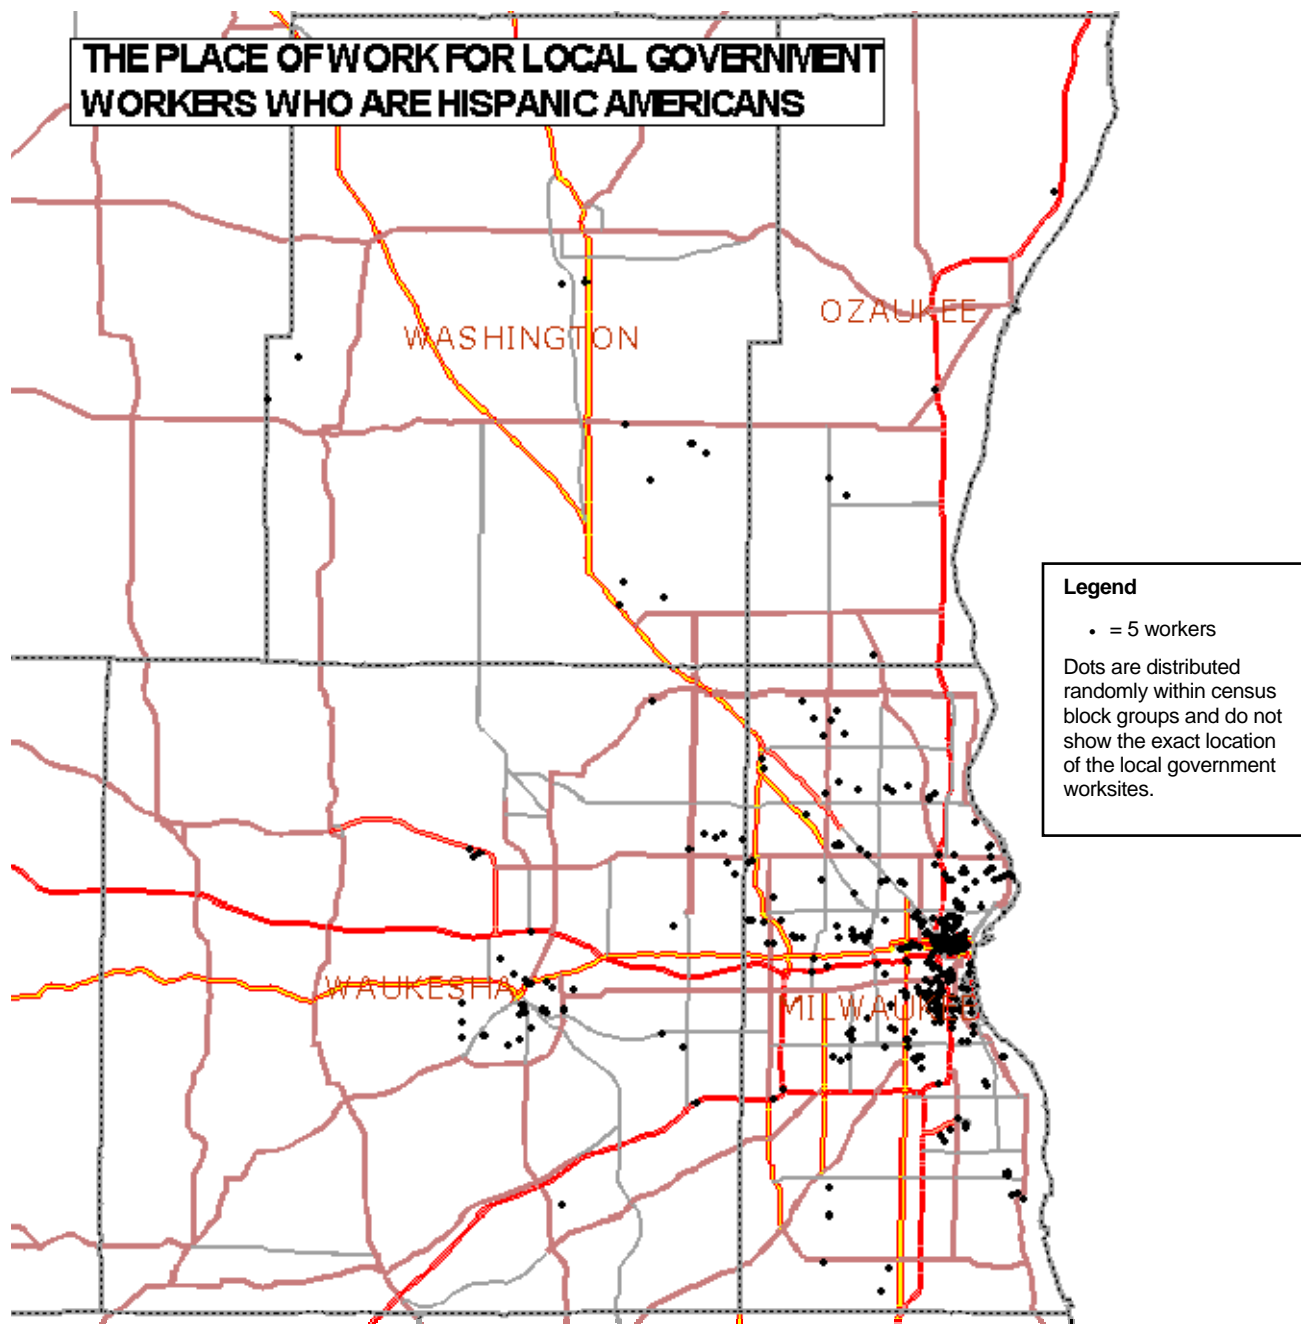 THE PLACE OF WORK FOR LOCAL GOVERNMENT
WORKERS WHO ARE HISPANIC AMERICANS
OZAUKEE
WASHINGTON
Legend
• = 5 workers
Dots are distributed
randomly within census
block groups and do not
show the exact location
of the local government
worksites.
WAUKESHA
MILWAUKEE